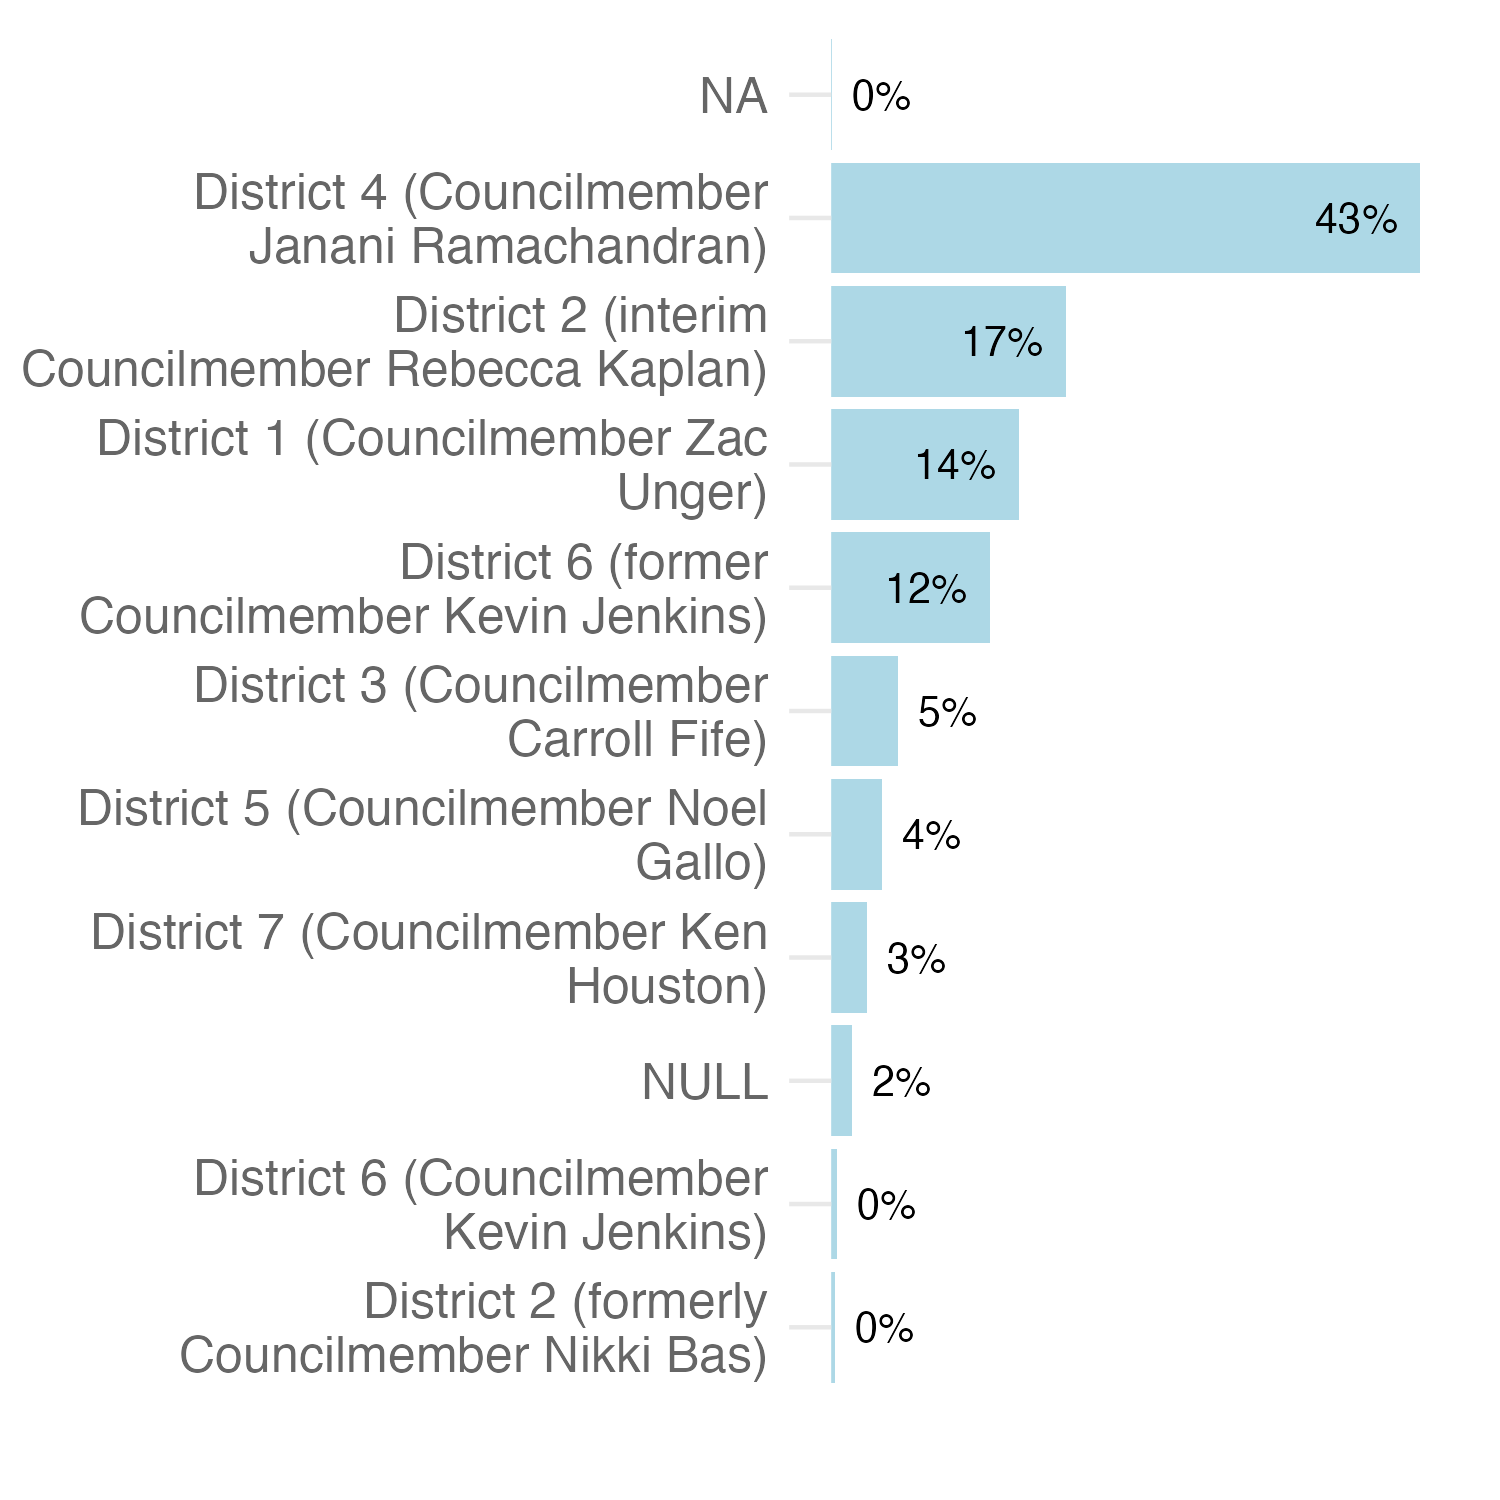 NA
0%
District 4 (Councilmember
Janani Ramachandran)
43%
District 2 (interim
Councilmember Rebecca Kaplan)
17%
District 1 (Councilmember Zac
Unger)
14%
District 6 (former
Councilmember Kevin Jenkins)
12%
District 3 (Councilmember
Carroll Fife)
5%
District 5 (Councilmember Noel
Gallo)
4%
District 7 (Councilmember Ken
Houston)
3%
NULL
2%
District 6 (Councilmember
Kevin Jenkins)
0%
District 2 (formerly
Councilmember Nikki Bas)
0%